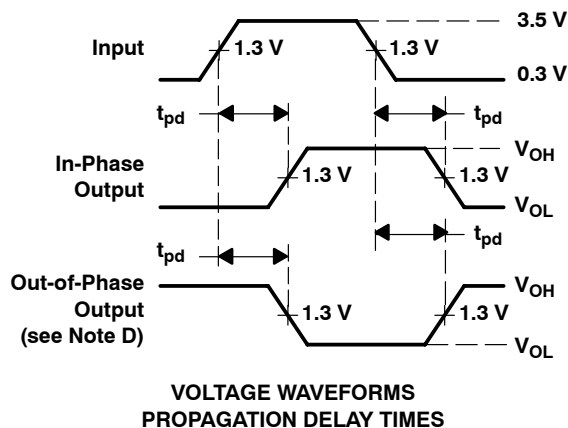 3.5 V
Input
1.3 V
1.3 V
0.3 V
tpd
tpd
In-Phase
Output
VOH
1.3 V
1.3 V
VOL
tpd
tpd
Out-of-Phase
Output
(see Note D)
VOH
1.3 V
1.3 V
VOL
VOLTAGE WAVEFORMS
PROPAGATION DELAY TIMES